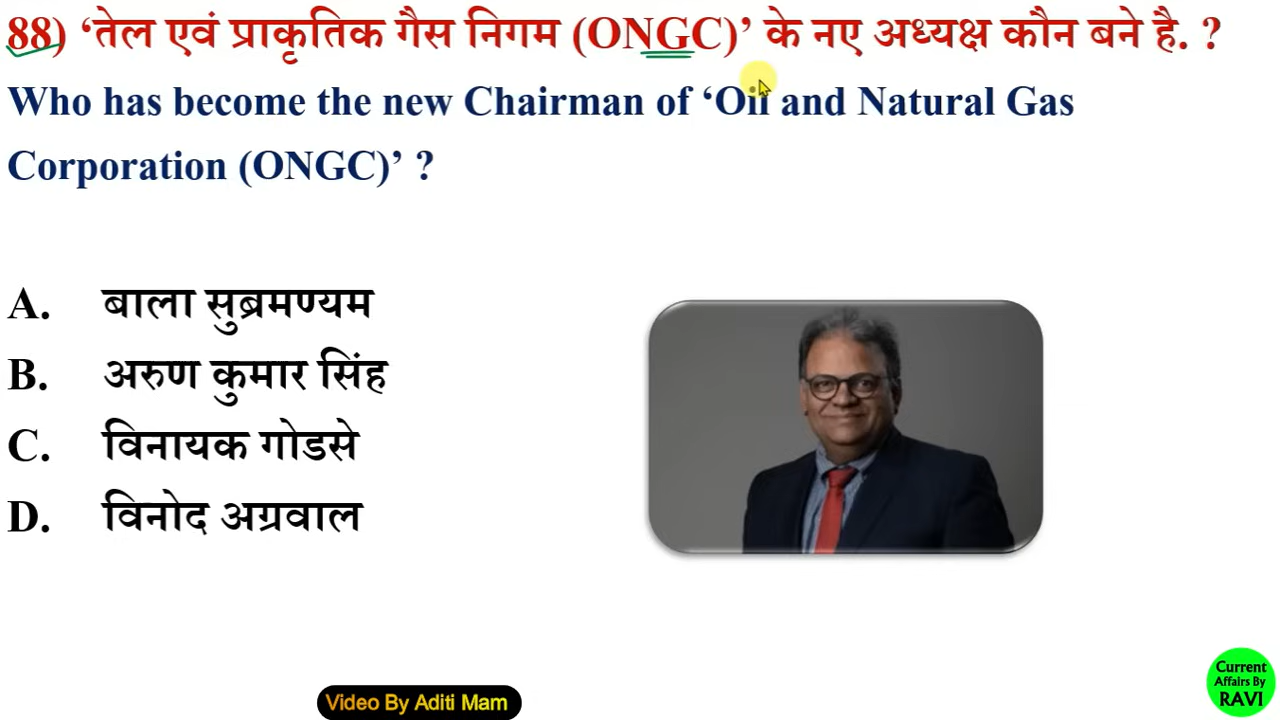 88) ‘तेल एवं प्राकृतिक गैस निगम (ONGC)’ के नए अध्यक्ष कौन बने है. ?
Who has become the new Chairman of ‘Oil and Natural Gas
Corporation (ONGC)’ ?
A. बाला सुब्रमण्यम
B. अरुण कुमार सिंह
C. विनायक गोडसे
D. विनोद अग्रवाल
Video By Aditi Mam
Current
Affairs By
RAVI